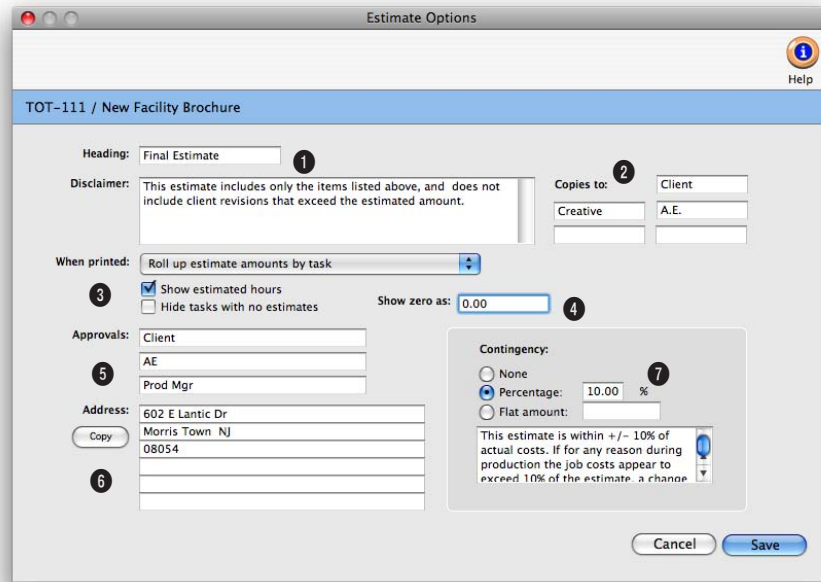 Estimate Options
Help
TOT-111 / New Facility Brochure
Heading: Final Estimate
1
Disclaimer: This estimate includes only the items listed above, and does not
include client revisions that exceed the estimated amount.
2
Copies to: Client
Creative A.E.
When printed: Roll up estimate amounts by task
3
Show estimated hours
Hide tasks with no estimates
Show zero as: 0.00
4
Approvals: Client
AE
Prod Mgr
5
Address: 602 E Lantic Dr
Copy
Morris Town NJ
08054
6
Contingency:
None
Percentage: 10.00 %
7
Flat amount:
This estimate is within +/- 10% of
actual costs. If for any reason during
production the job costs appear to
exceed 10% of the estimate, a change
Cancel Save